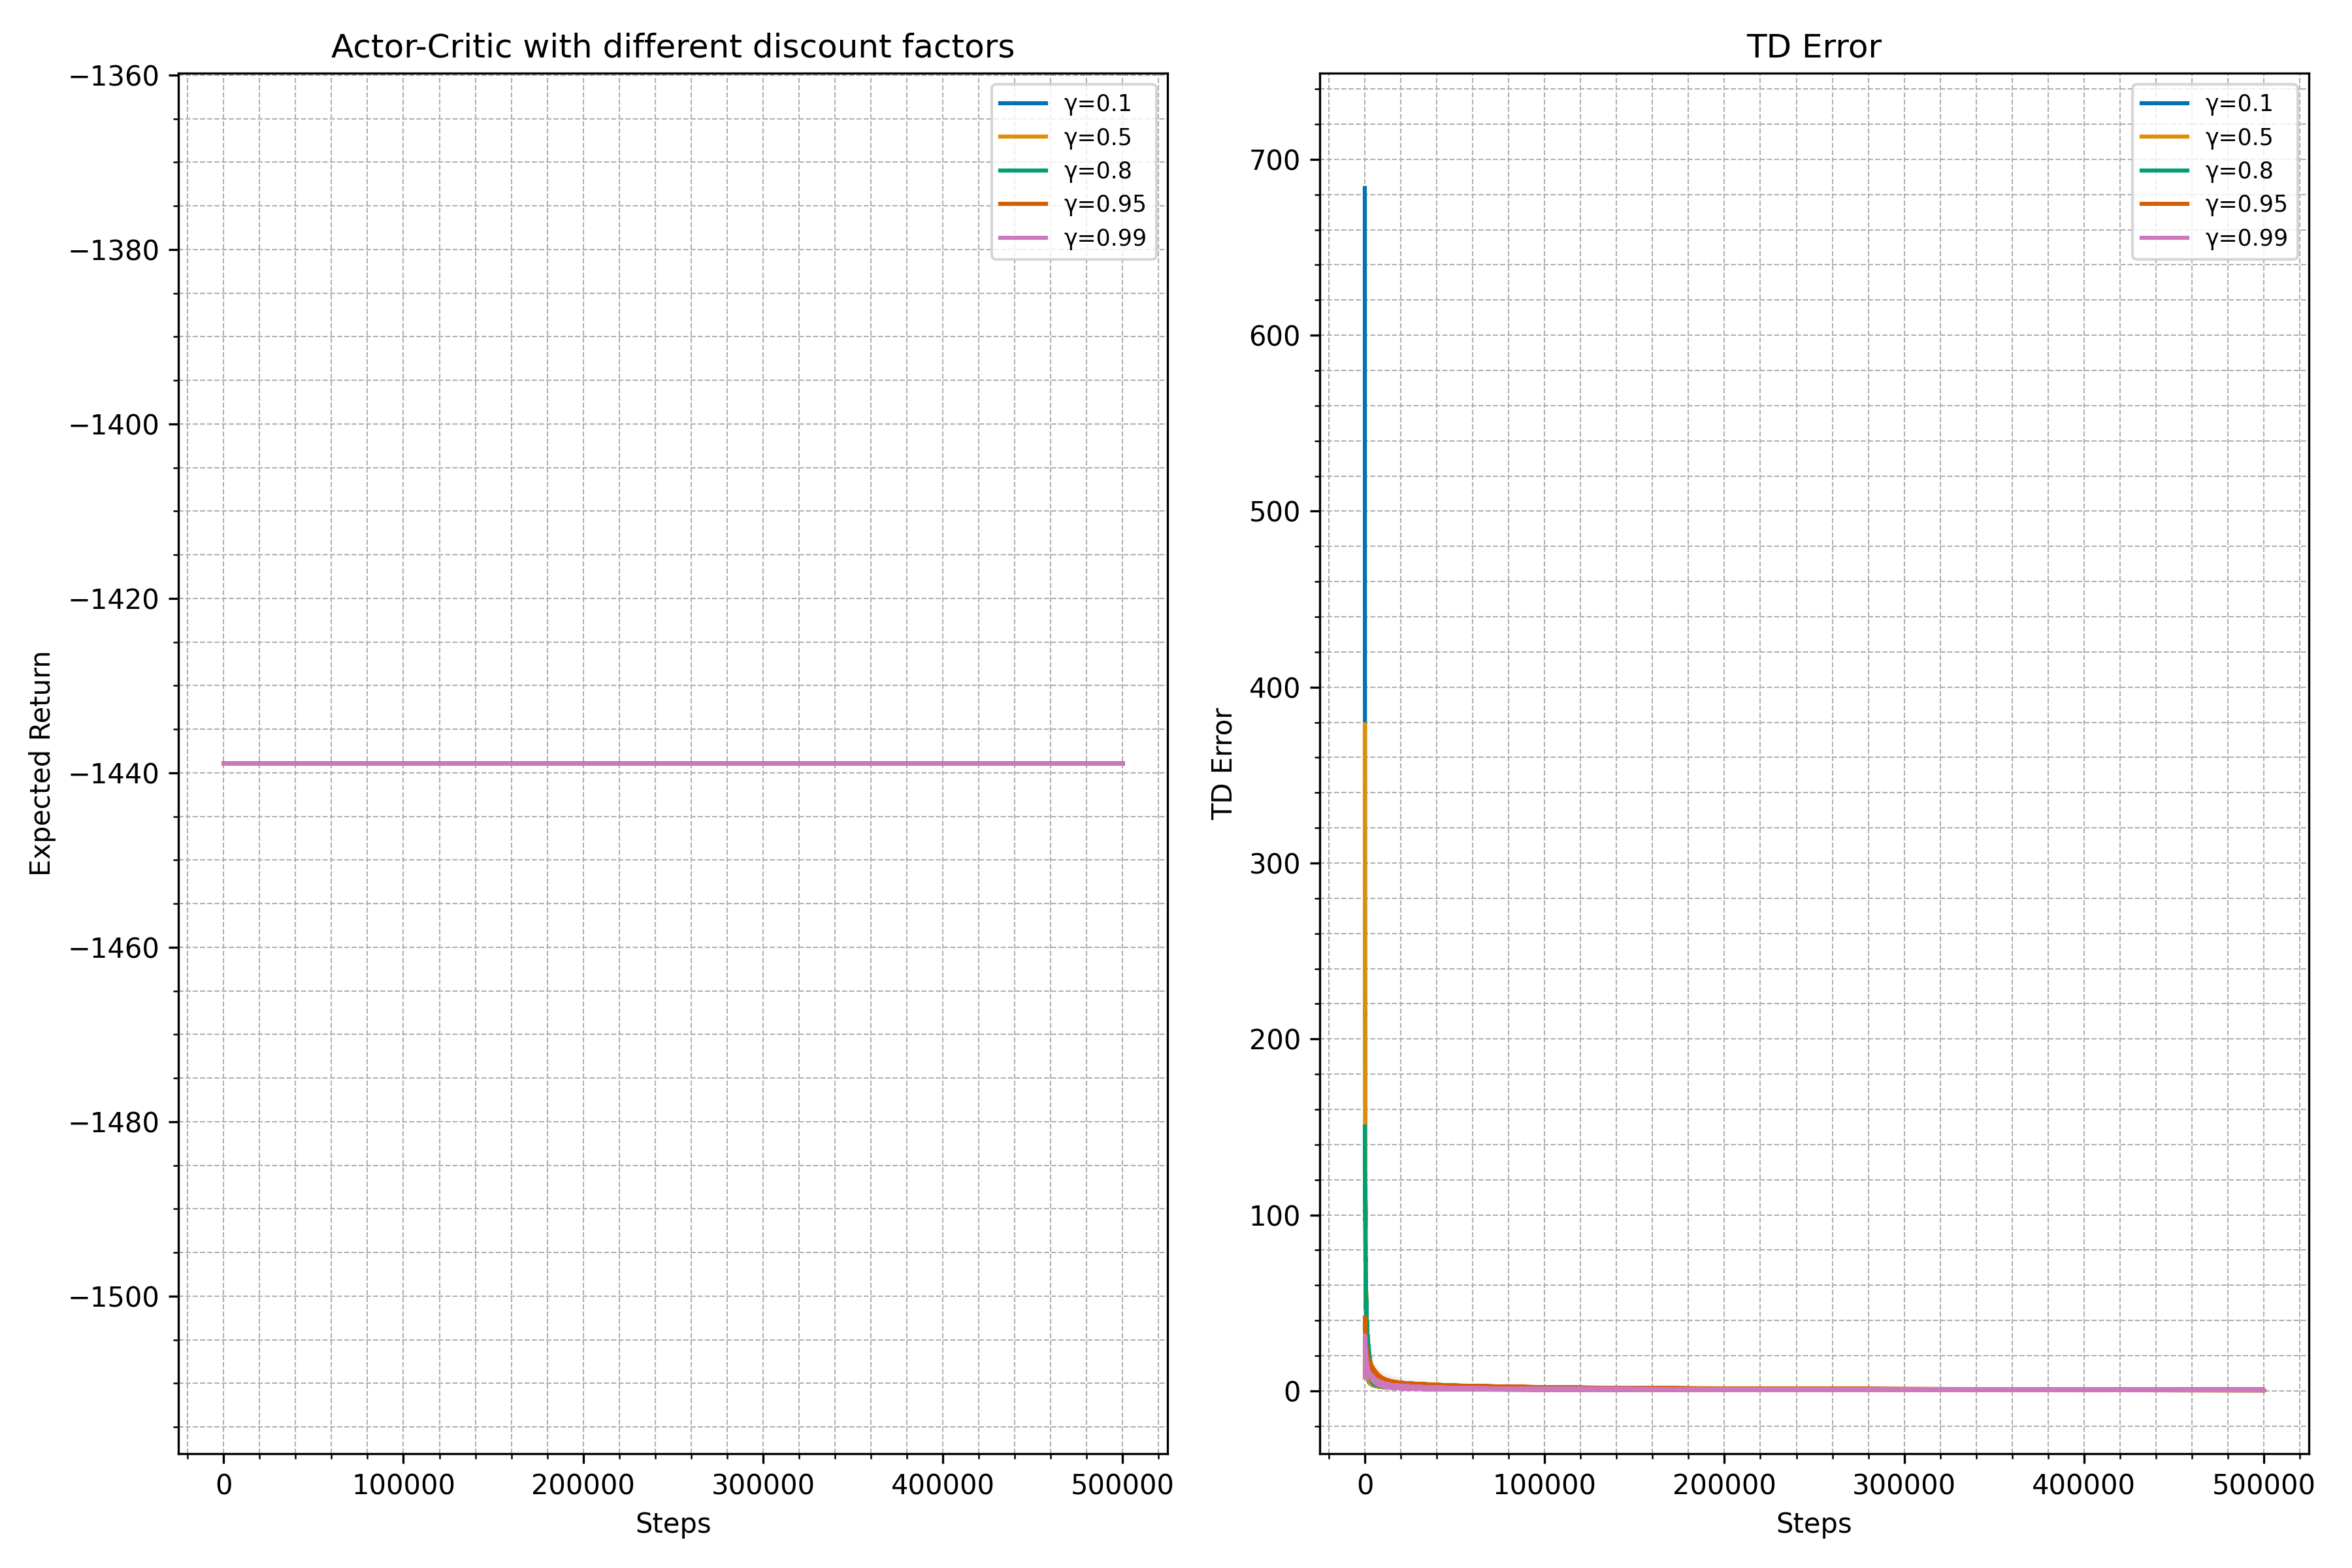 Actor-Critic with different discount factors
−1360
−1380
−1400
−1420
−1440
−1460
−1480
−1500
Expected Return
0 100000 200000 300000 400000 500000
Steps
γ=0.1
γ=0.5
γ=0.8
γ=0.95
γ=0.99
TD Error
700
600
500
400
300
200
100
0
TD Error
0 100000 200000 300000 400000 500000
Steps
γ=0.1
γ=0.5
γ=0.8
γ=0.95
γ=0.99